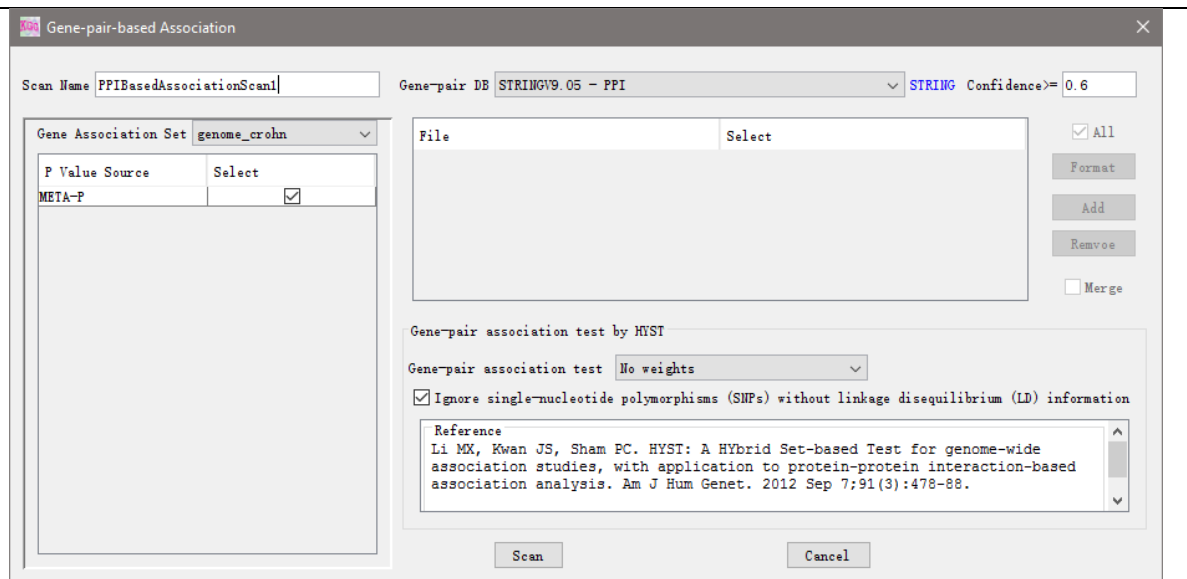 KGG Gene-pair-based Association
Scan Name PPIBasedAssociationScan1 Gene-pair DB STRINGV9.05 - PPI STRING Confidence>= 0.6
Gene Association Set genome_crohn
P Value Source Select
META-P
File Select
All
Format
Add
Remvoe
Merge
Gene-pair association test by HYST
Gene-pair association test No weights
Ignore single-nucleotide polymorphisms (SNPs) without linkage disequilibrium (LD) information
Reference
Li MX, Kwan JS, Sham PC. HYST: A HYbrid Set-based Test for genome-wide
association studies, with application to protein-protein interaction-based
association analysis. Am J Hum Genet. 2012 Sep 7;91(3):478-88.
Scan Cancel